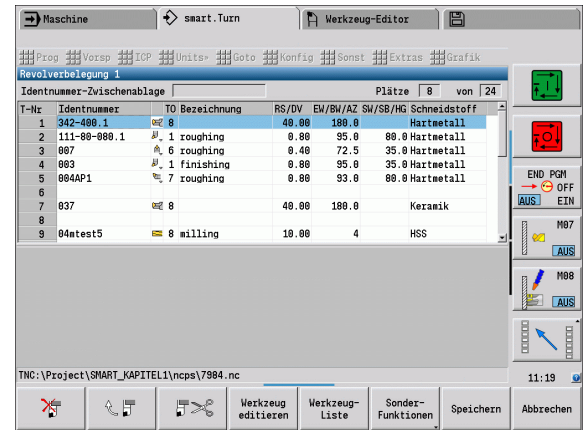 Maschine smart.Turn Werkzeug-Editor
Prog Vorsp ICP Units» Goto Konfig Sonst Extras Grafik
Revolverbelegung 1
Identnummer-Zwischenablage Plätze 8 von 24
T-Nr Identnummer TO Bezeichnung RS/DV EW/BW/AZ SW/SB/HG Schneidstoff
1 342-400.1 8 40.00 180.0 Hartmetall
2 111-80-080.1 1 roughing 0.80 95.0 80.0 Hartmetall
3 007 6 roughing 0.40 72.5 35.0 Hartmetall
4 003 1 finishing 0.80 95.0 35.0 Hartmetall
5 004AP1 7 roughing 0.80 93.0 80.0 Hartmetall
6
7 037 8 40.00 180.0 Keramik
8
9 04mtest5 8 milling 10.00 4 HSS
TNC:\Project\SMART_KAPITEL1\ncps\7984.nc
END PGM
OFF
AUS EIN
M07
AUS
M08
AUS
11:19
Werkzeug editieren
Werkzeug-Liste
Sonder-Funktionen
Speichern
Abbrechen